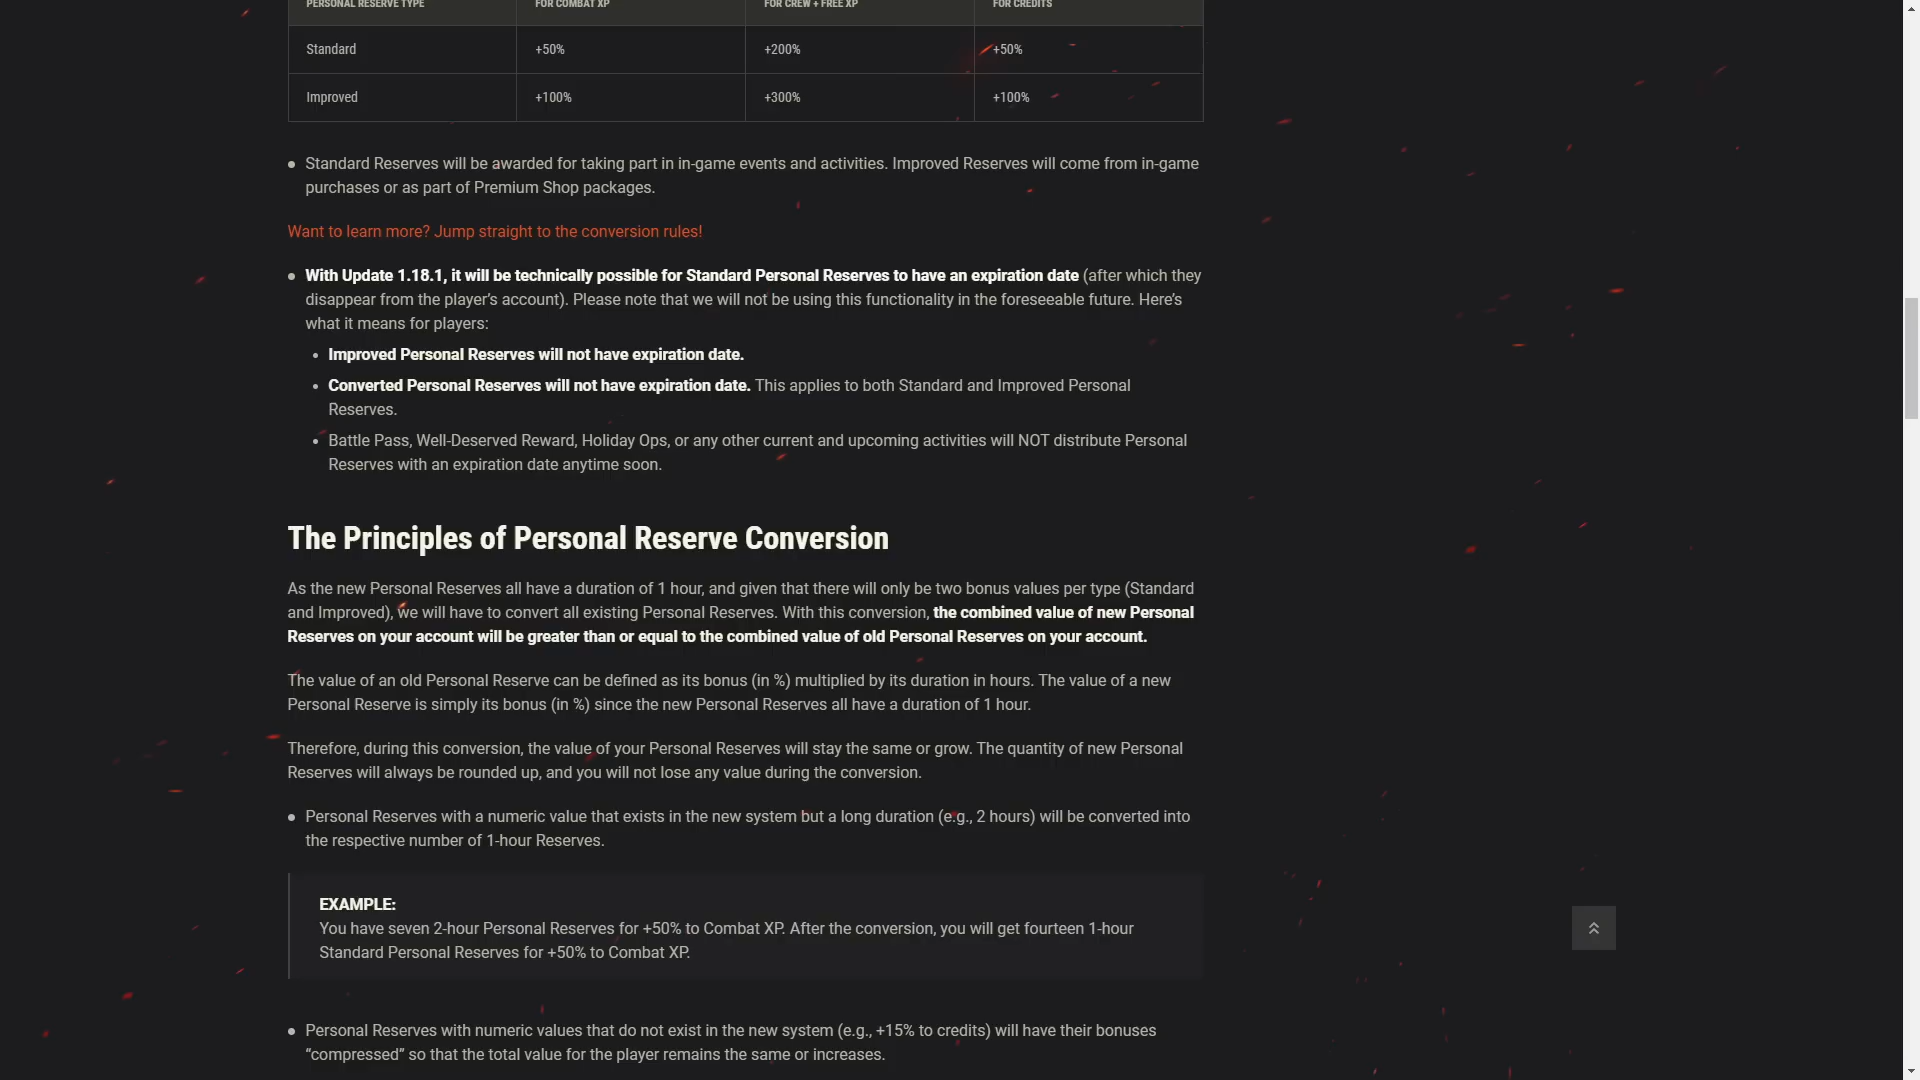 PERSONAL RESERVE TYPE FOR COMBAT XP FOR CREW + FREE XP FOR CREDITS
Standard +50% +200% +50%
Improved +100% +300% +100%
Standard Reserves will be awarded for taking part in in-game events and activities. Improved Reserves will come from in-game
purchases or as part of Premium Shop packages.
Want to learn more? Jump straight to the conversion rules!
With Update 1.18.1, it will be technically possible for Standard Personal Reserves to have an expiration date (after which they
disappear from the player's account). Please note that we will not be using this functionality in the foreseeable future. Here's
what it means for players:
Improved Personal Reserves will not have expiration date.
Converted Personal Reserves will not have expiration date. This applies to both Standard and Improved Personal
Reserves.
Battle Pass, Well-Deserved Reward, Holiday Ops, or any other current and upcoming activities will NOT distribute Personal
Reserves with an expiration date anytime soon.
The Principles of Personal Reserve Conversion
As the new Personal Reserves all have a duration of 1 hour, and given that there will only be two bonus values per type (Standard
and Improved), we will have to convert all existing Personal Reserves. With this conversion, the combined value of new Personal
Reserves on your account will be greater than or equal to the combined value of old Personal Reserves on your account.
The value of an old Personal Reserve can be defined as its bonus (in %) multiplied by its duration in hours. The value of a new
Personal Reserve is simply its bonus (in %) since the new Personal Reserves all have a duration of 1 hour.
Therefore, during this conversion, the value of your Personal Reserves will stay the same or grow. The quantity of new Personal
Reserves will always be rounded up, and you will not lose any value during the conversion.
Personal Reserves with a numeric value that exists in the new system but a long duration (e.g., 2 hours) will be converted into
the respective number of 1-hour Reserves.
EXAMPLE:
You have seven 2-hour Personal Reserves for +50% to Combat XP. After the conversion, you will get fourteen 1-hour
Standard Personal Reserves for +50% to Combat XP.
Personal Reserves with numeric values that do not exist in the new system (e.g., +15% to credits) will have their bonuses
“compressed” so that the total value for the player remains the same or increases.